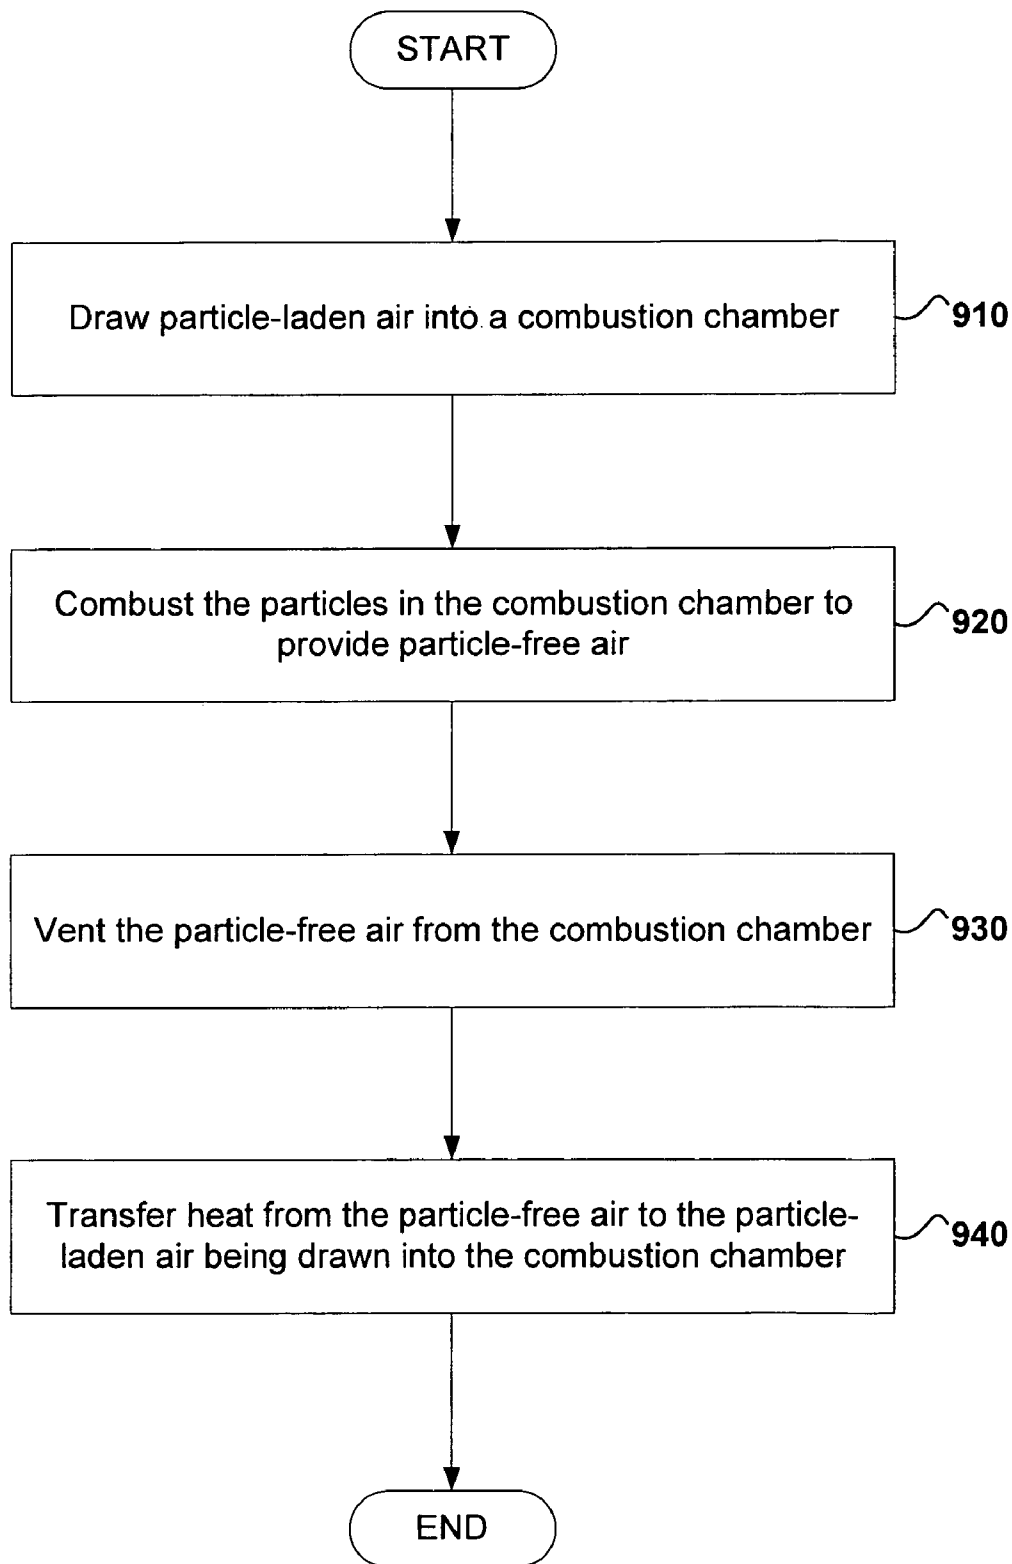 START
Draw particle-laden air into a combustion chamber
910
Combust the particles in the combustion chamber to
provide particle-free air
920
Vent the particle-free air from the combustion chamber
930
Transfer heat from the particle-free air to the particle-
laden air being drawn into the combustion chamber
940
END